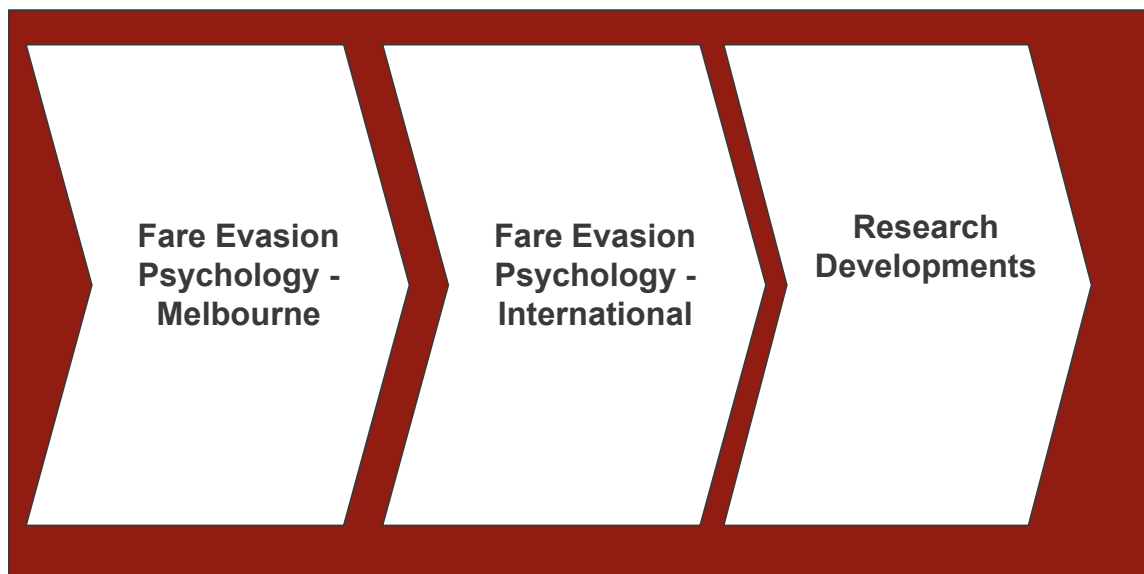 Fare Evasion
Psychology -
Melbourne
Fare Evasion
Psychology -
International
Research
Developments